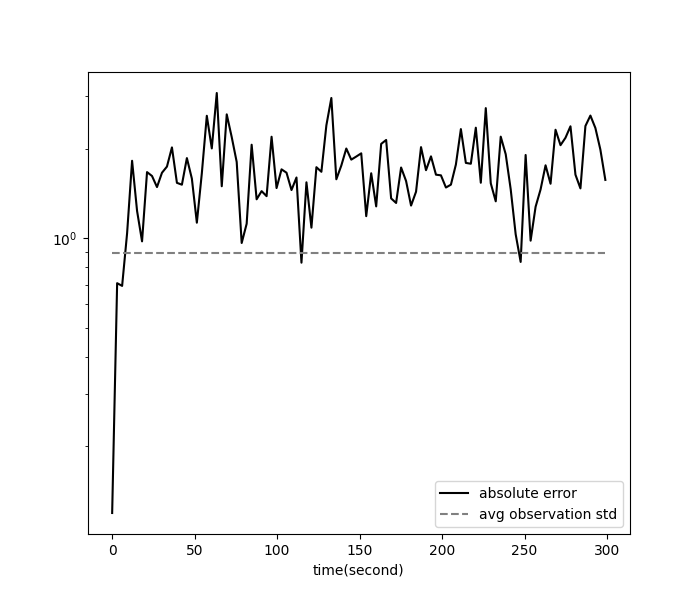 10⁰
absolute error
avg observation std
0 50 100 150 200 250 300
time(second)